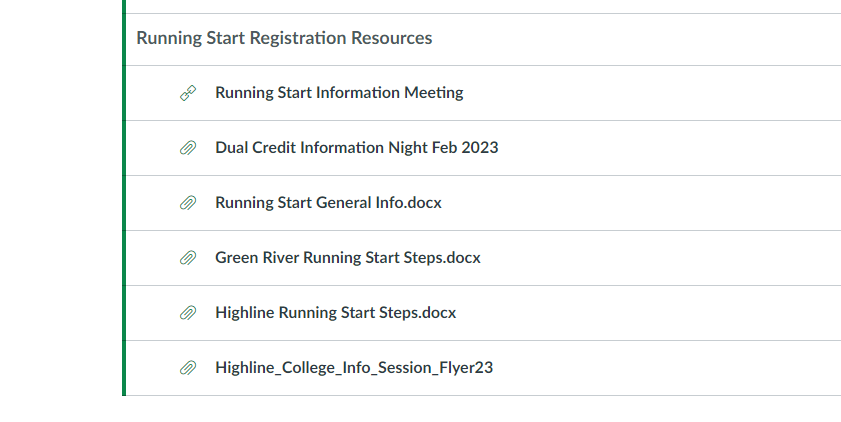 Running Start Registration Resources
Running Start Information Meeting
Dual Credit Information Night Feb 2023
Running Start General Info.docx
Green River Running Start Steps.docx
Highline Running Start Steps.docx
Highline_College_Info_Session_Flyer23